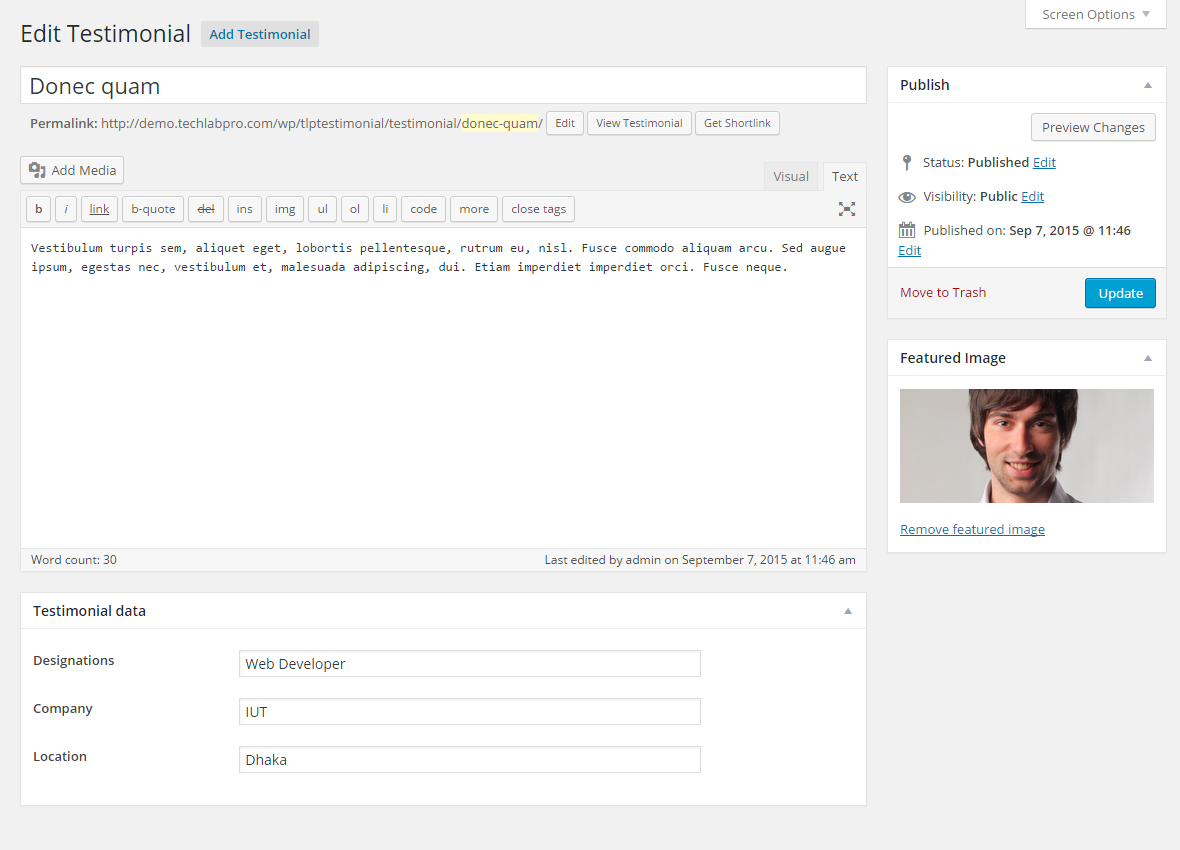 Screen Options
Edit Testimonial Add Testimonial
Donec quam
Permalink: http://demo.techlabpro.com/wp/tlptestimonial/testimonial/donec-quam/ Edit View Testimonial Get Shortlink
Add Media
Visual Text
b i link b-quote del ins img ul ol li code more close tags
Vestibulum turpis sem, aliquet eget, lobortis pellentesque, rutrum eu, nisl. Fusce commodo aliquam arcu. Sed augue
ipsum, egestas nec, vestibulum et, malesuada adipiscing, dui. Etiam imperdiet imperdiet orci. Fusce neque.
Word count: 30 Last edited by admin on September 7, 2015 at 11:46 am
Testimonial data
Designations Web Developer
Company IUT
Location Dhaka
Publish
Preview Changes
Status: Published Edit
Visibility: Public Edit
Published on: Sep 7, 2015 @ 11:46
Edit
Move to Trash Update
Featured Image
Remove featured image